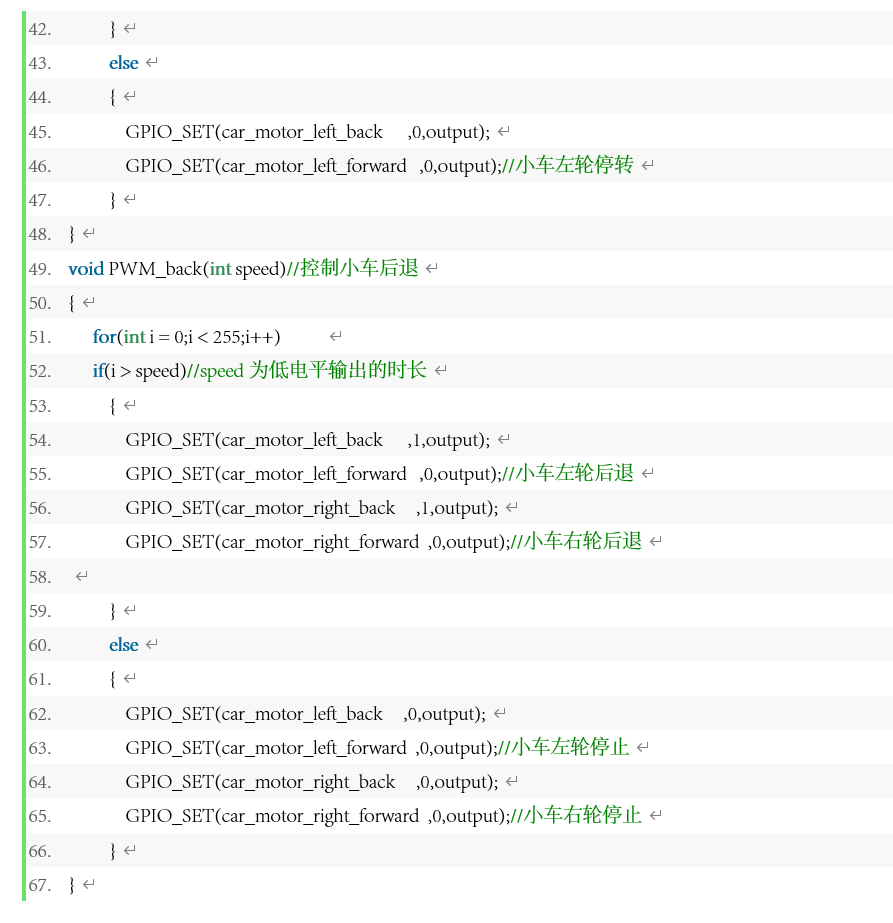 42. } ↵
43. else ↵
44. { ↵
45. GPIO_SET(car_motor_left_back ,0,output); ↵
46. GPIO_SET(car_motor_left_forward ,0,output);//小车左轮停转 ↵
47. } ↵
48. } ↵
49. void PWM_back(int speed)//控制小车后退 ↵
50. { ↵
51. for(int i = 0;i < 255;i++) ↵
52. if(i > speed)//speed 为低电平输出的时长 ↵
53. { ↵
54. GPIO_SET(car_motor_left_back ,1,output); ↵
55. GPIO_SET(car_motor_left_forward ,0,output);//小车左轮后退 ↵
56. GPIO_SET(car_motor_right_back ,1,output); ↵
57. GPIO_SET(car_motor_right_forward ,0,output);//小车右轮后退 ↵
58. ↵
59. } ↵
60. else ↵
61. { ↵
62. GPIO_SET(car_motor_left_back ,0,output); ↵
63. GPIO_SET(car_motor_left_forward ,0,output);//小车左轮停止 ↵
64. GPIO_SET(car_motor_right_back ,0,output); ↵
65. GPIO_SET(car_motor_right_forward ,0,output);//小车右轮停止 ↵
66. } ↵
67. } ↵